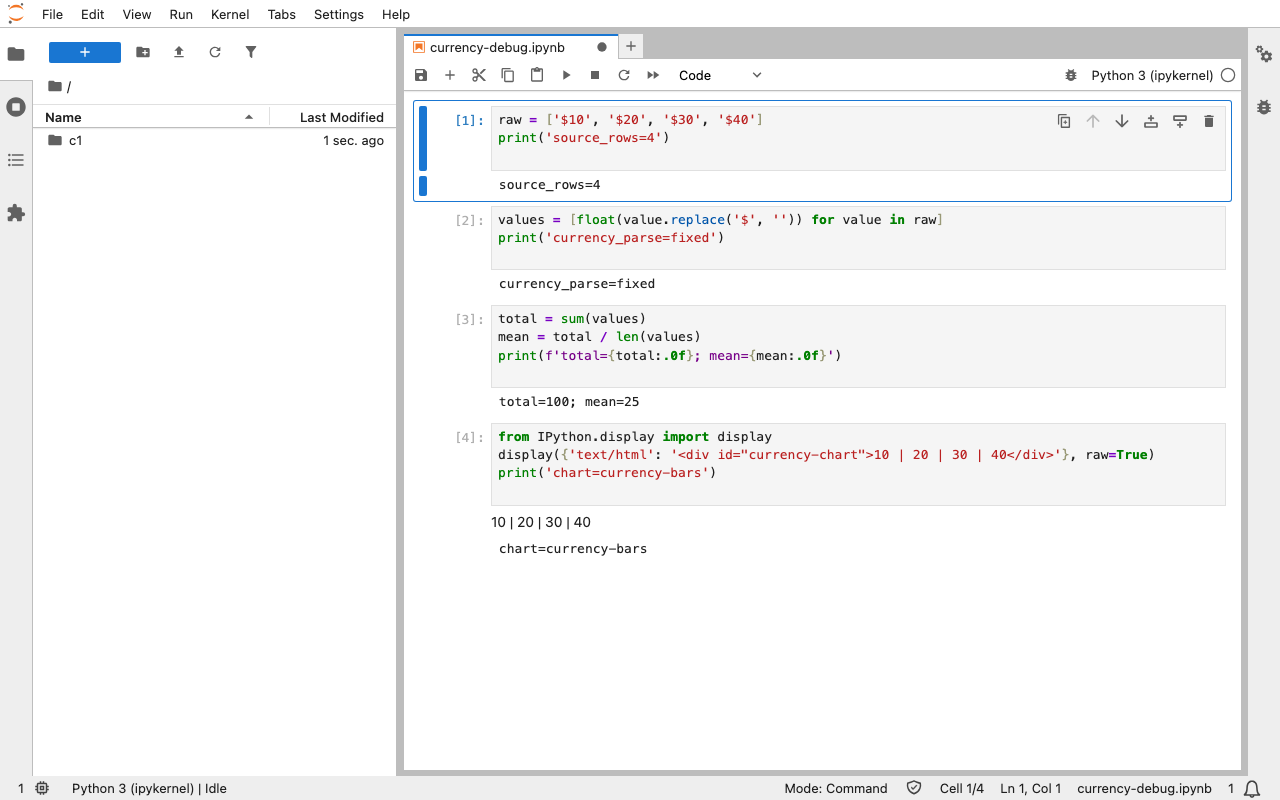 File Edit View Run Kernel Tabs Settings Help
+
/
Name Last Modified
c1 1 sec. ago
currency-debug.ipynb
Code Python 3 (ipykernel)
[1]: raw = ['$10', '$20', '$30', '$40']
print('source_rows=4')
source_rows=4
[2]: values = [float(value.replace('$', '')) for value in raw]
print('currency_parse=fixed')
currency_parse=fixed
[3]: total = sum(values)
mean = total / len(values)
print(f'total={total:.0f}; mean={mean:.0f}')
total=100; mean=25
[4]: from IPython.display import display
display({'text/html': '<div id="currency-chart">10 | 20 | 30 | 40</div>'}, raw=True)
print('chart=currency-bars')
10 | 20 | 30 | 40
chart=currency-bars
1 Python 3 (ipykernel) | Idle Mode: Command Cell 1/4 Ln 1, Col 1 currency-debug.ipynb 1